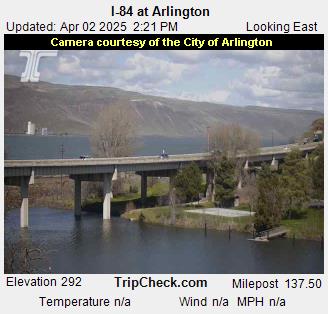 I-84 at Arlington
Updated: Apr 02 2025 2:21 PM Looking East
Camera courtesy of the City of Arlington
Elevation 292 TripCheck.com Milepost 137.50
Temperature n/a Wind n/a MPH n/a